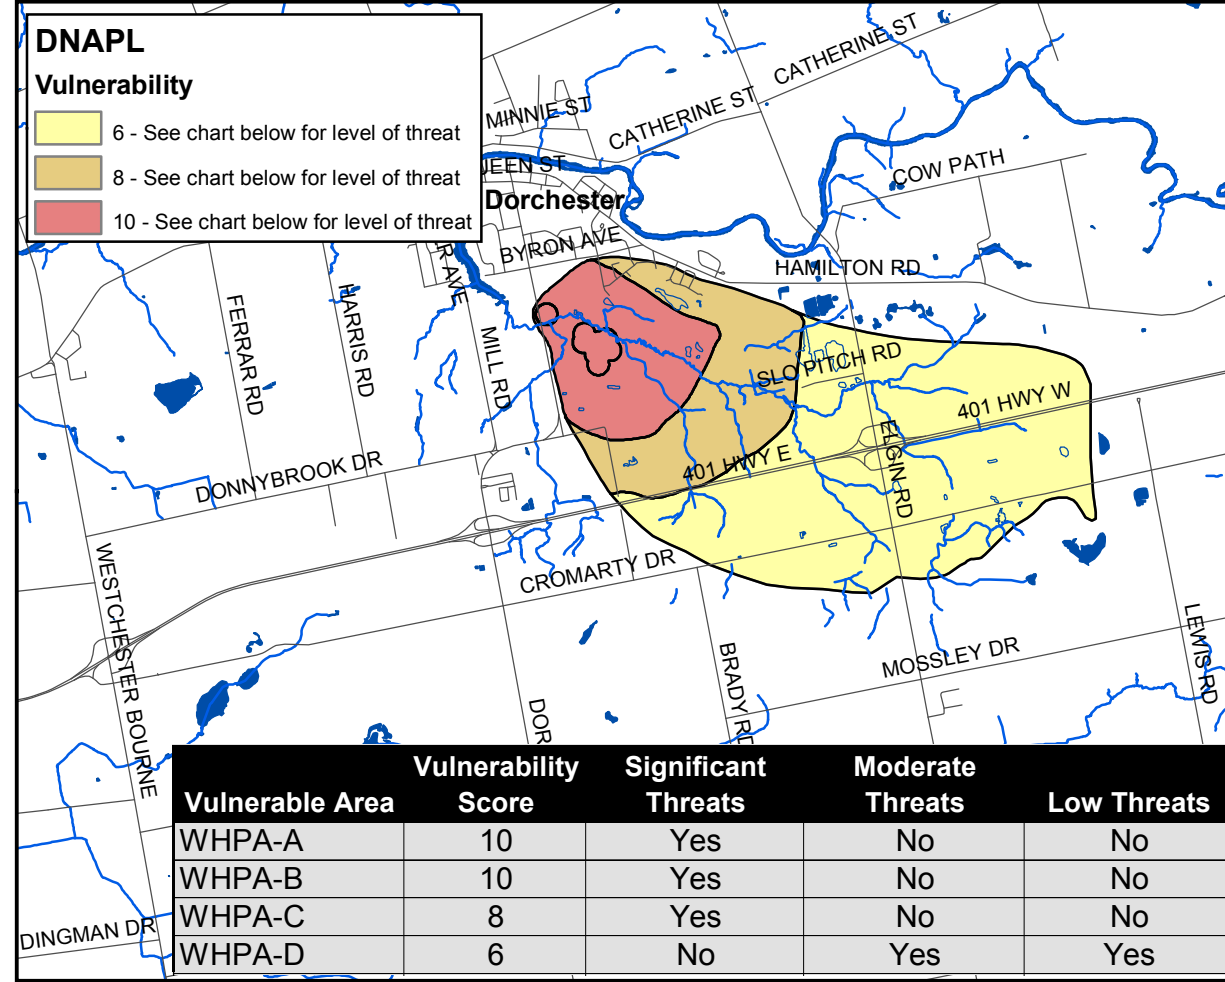 DNAPL
Vulnerability
6 - See chart below for level of threat
8 - See chart below for level of threat
10 - See chart below for level of threat
CATHERINE ST
MINNIE ST
CATHERINE ST
JEEN ST
COW PATH
Dorchester
BYRON AVE
R AVE
HAMILTON RD
FERRAR RD
HARRIS RD
MILL RD
SLO PITCH RD
401 HWY W
ELGIN RD
401 HWY E
DONNYBROOK DR
CROMARTY DR
WESTCHESTER BOURNE
LEWIS RD
MOSSLEY DR
BRADY RD
DOR
DINGMAN DR
Vulnerable Area Vulnerability Score Significant Threats Moderate Threats Low Threats
WHPA-A 10 Yes No No
WHPA-B 10 Yes No No
WHPA-C 8 Yes No No
WHPA-D 6 No Yes Yes